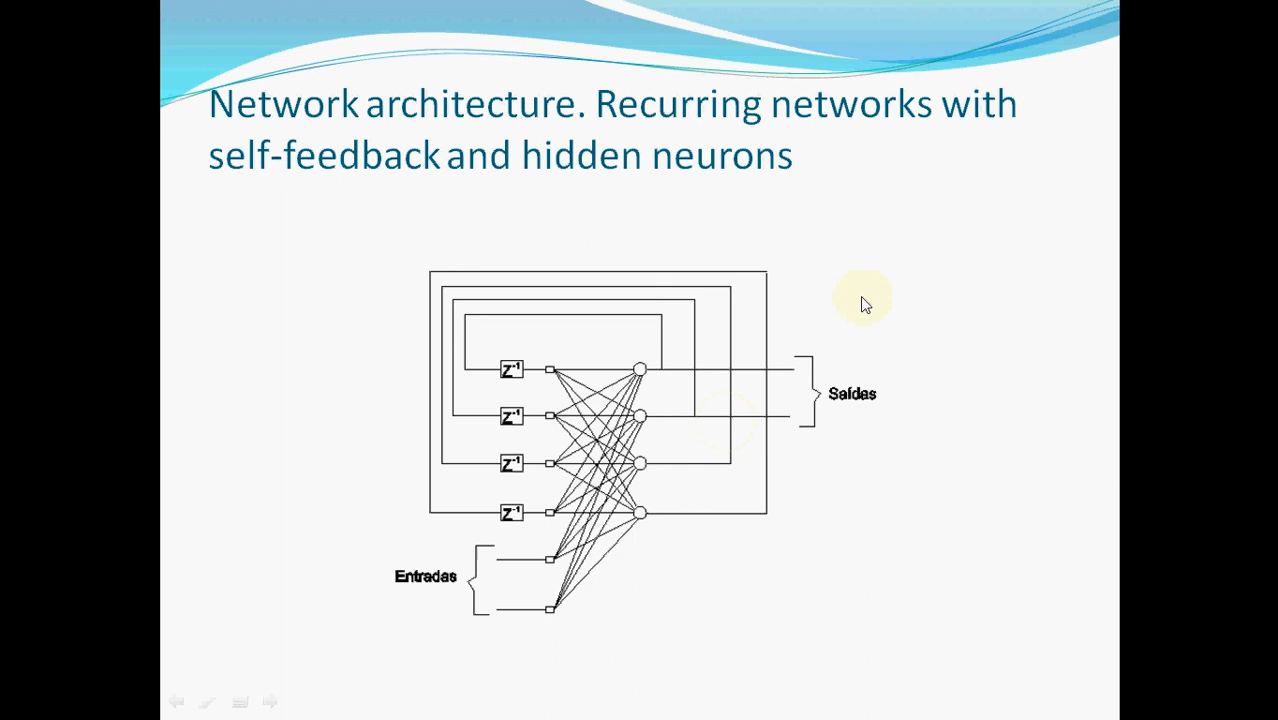 Network architecture. Recurring networks with
self-feedback and hidden neurons
Z-1
Z-1
Saídas
Z-1
Z-1
Entradas